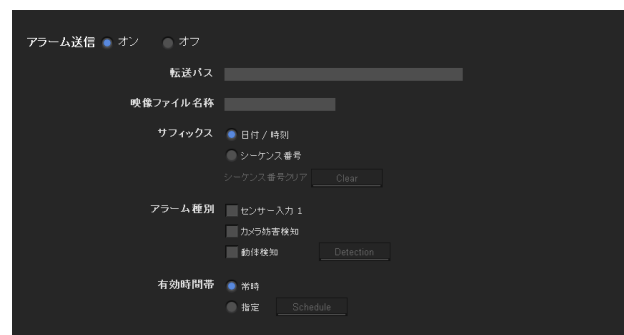 アラーム送信 オン オフ
転送パス
映像ファイル名称
サフィックス 日付 / 時刻
シーケンス番号
シーケンス番号クリア Clear
アラーム種別 センサー入力 1
カメラ妨害検知
動体検知 Detection
有効時間帯 常時
指定 Schedule